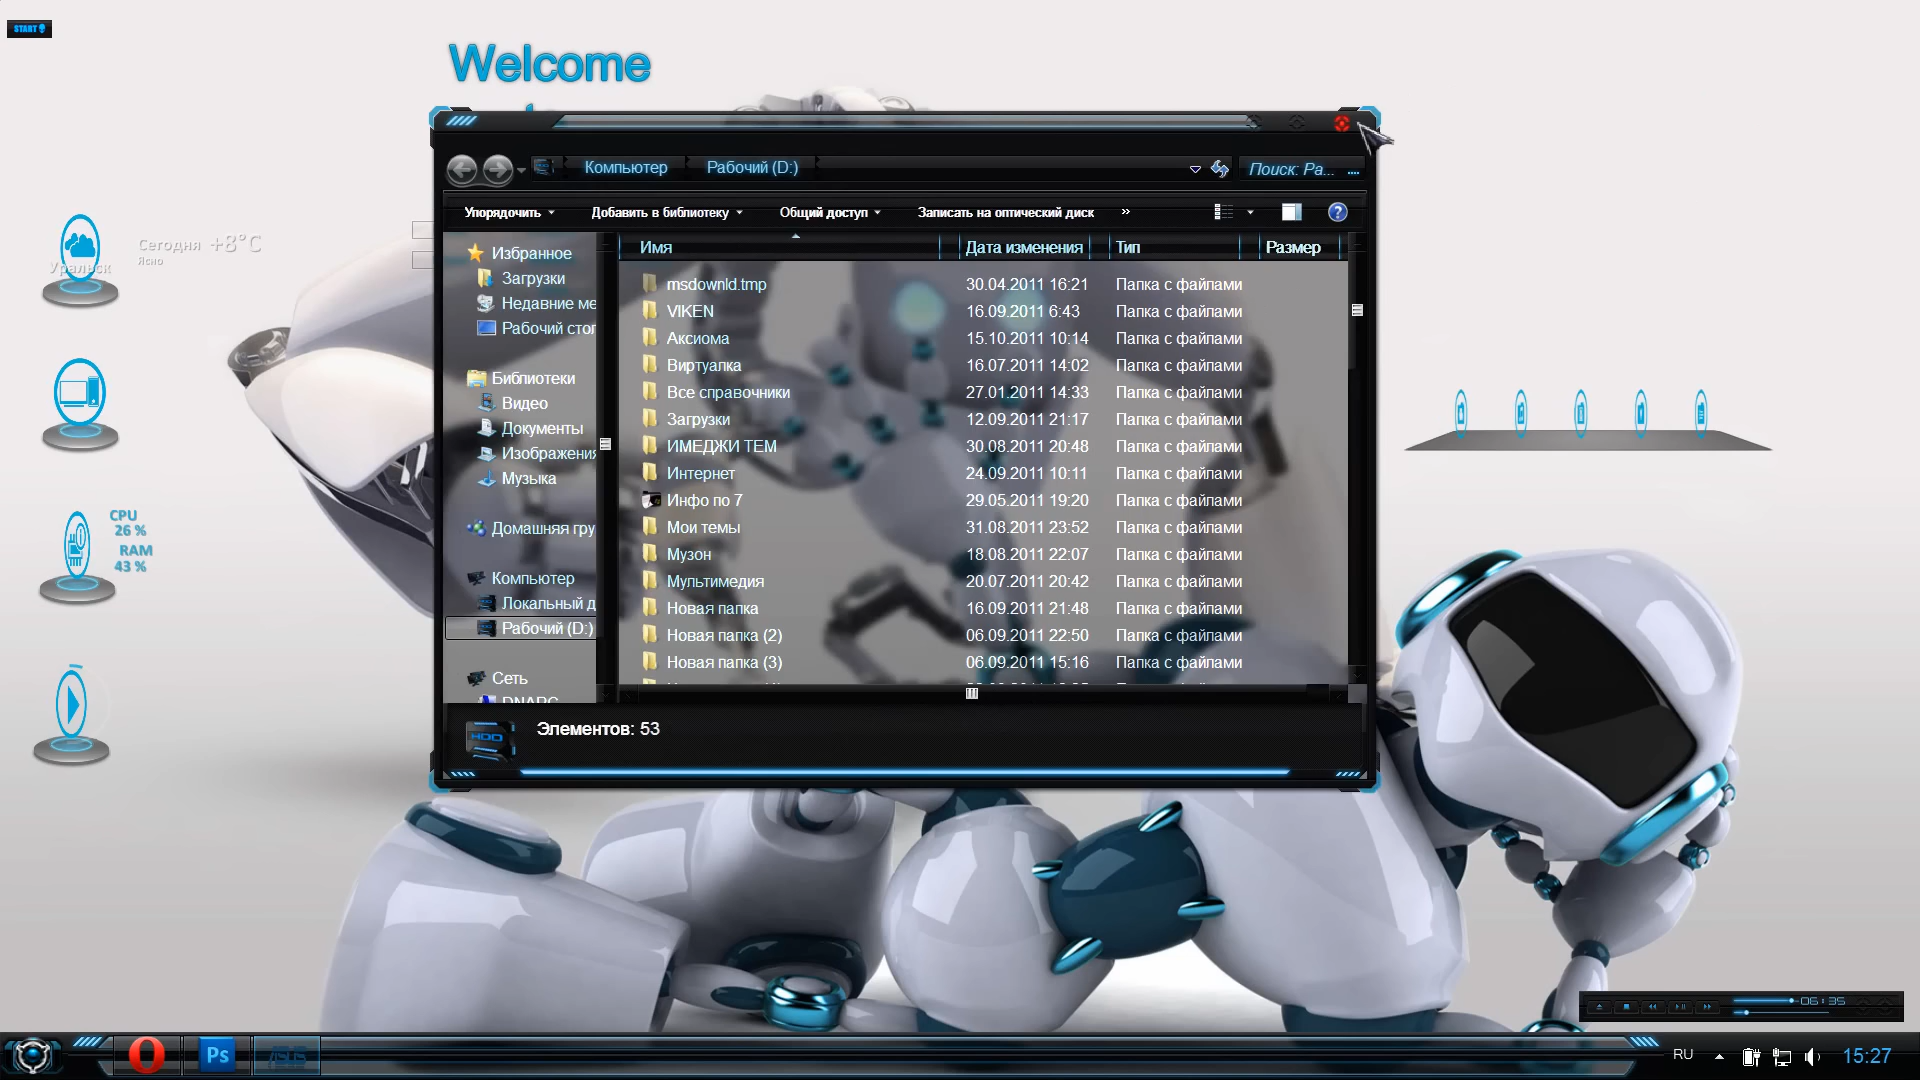 START
Welcome
Компьютер
Рабочий (D:)
Поиск: Ра...
Упорядочить
Добавить в библиотеку
Общий доступ
Записать на оптический диск
»
Имя
Дата изменения
Тип
Размер
Избранное
Загрузки
Недавние ме
Рабочий стол
Библиотеки
Видео
Документы
Изображения
Музыка
Домашняя гру
Компьютер
Локальный д
Рабочий (D:)
Сеть
msdownld.tmp 30.04.2011 16:21 Папка с файлами
VIKEN 16.09.2011 6:43 Папка с файлами
Аксиома 15.10.2011 10:14 Папка с файлами
Виртуалка 16.07.2011 14:02 Папка с файлами
Все справочники 27.01.2011 14:33 Папка с файлами
Загрузки 12.09.2011 21:17 Папка с файлами
ИМЕДЖИ ТЕМ 30.08.2011 20:48 Папка с файлами
Интернет 24.09.2011 10:11 Папка с файлами
Инфо по 7 29.05.2011 19:20 Папка с файлами
Мои темы 31.08.2011 23:52 Папка с файлами
Музон 18.08.2011 22:07 Папка с файлами
Мультимедия 20.07.2011 20:42 Папка с файлами
Новая папка 16.09.2011 21:48 Папка с файлами
Новая папка (2) 06.09.2011 22:50 Папка с файлами
Новая папка (3) 06.09.2011 15:16 Папка с файлами
HDD
Элементов: 53
Сегодня +8°C
Ясно
Уральск
CPU
26 %
RAM
43 %
06:35
Ps
ASUS
RU
15:27